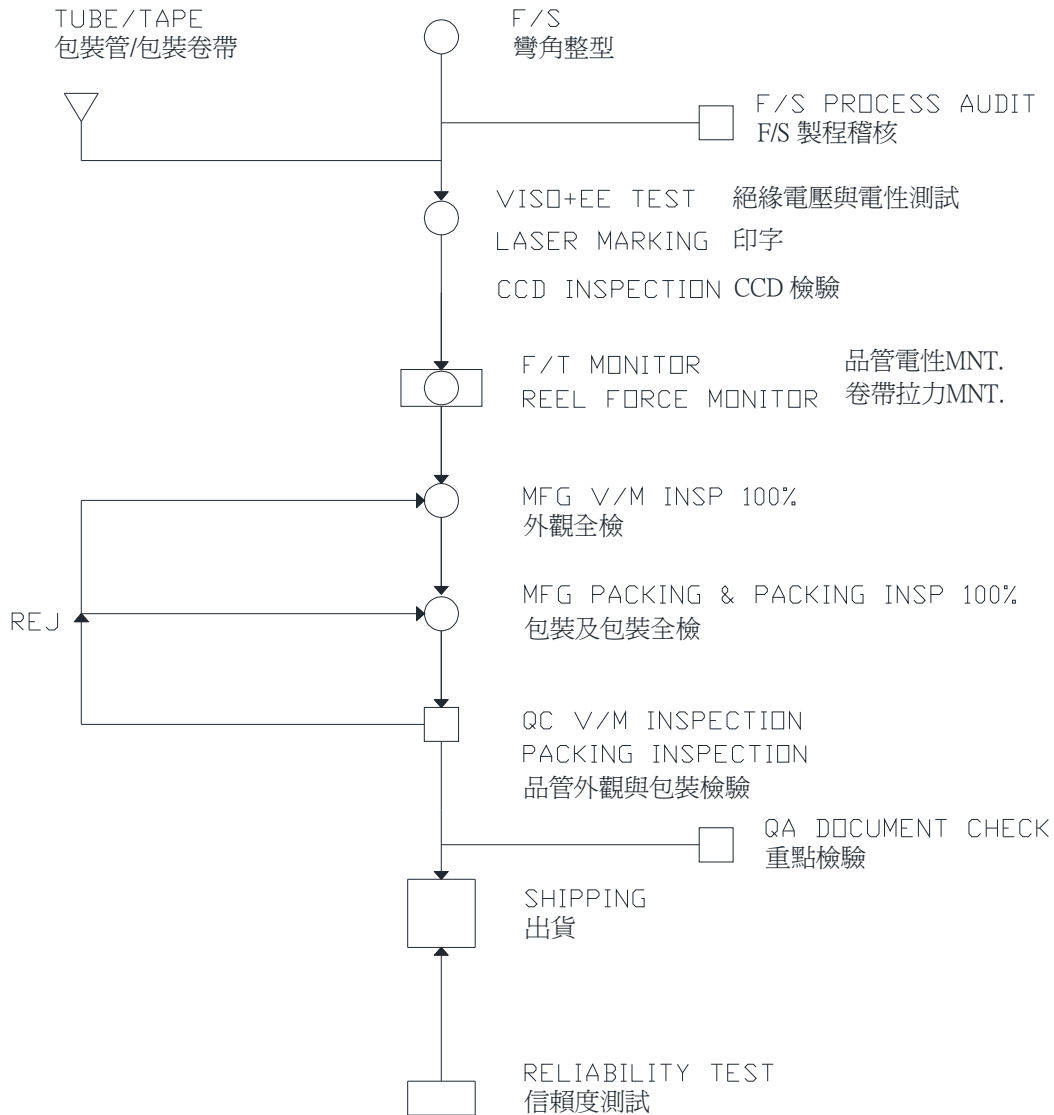 TUBE/TAPE
包裝管/包裝卷帶
F/S
彎角整型
F/S PROCESS AUDIT
F/S 製程稽核
VISO+EE TEST 絕緣電壓與電性測試
LASER MARKING 印字
CCD INSPECTION CCD 檢驗
F/T MONITOR 品管電性MNT.
REEL FORCE MONITOR 卷帶拉力MNT.
MFG V/M INSP 100%
外觀全檢
MFG PACKING & PACKING INSP 100%
包裝及包裝全檢
REJ
QC V/M INSPECTION
PACKING INSPECTION
品管外觀與包裝檢驗
QA DOCUMENT CHECK
重點檢驗
SHIPPING
出貨
RELIABILITY TEST
信賴度測試